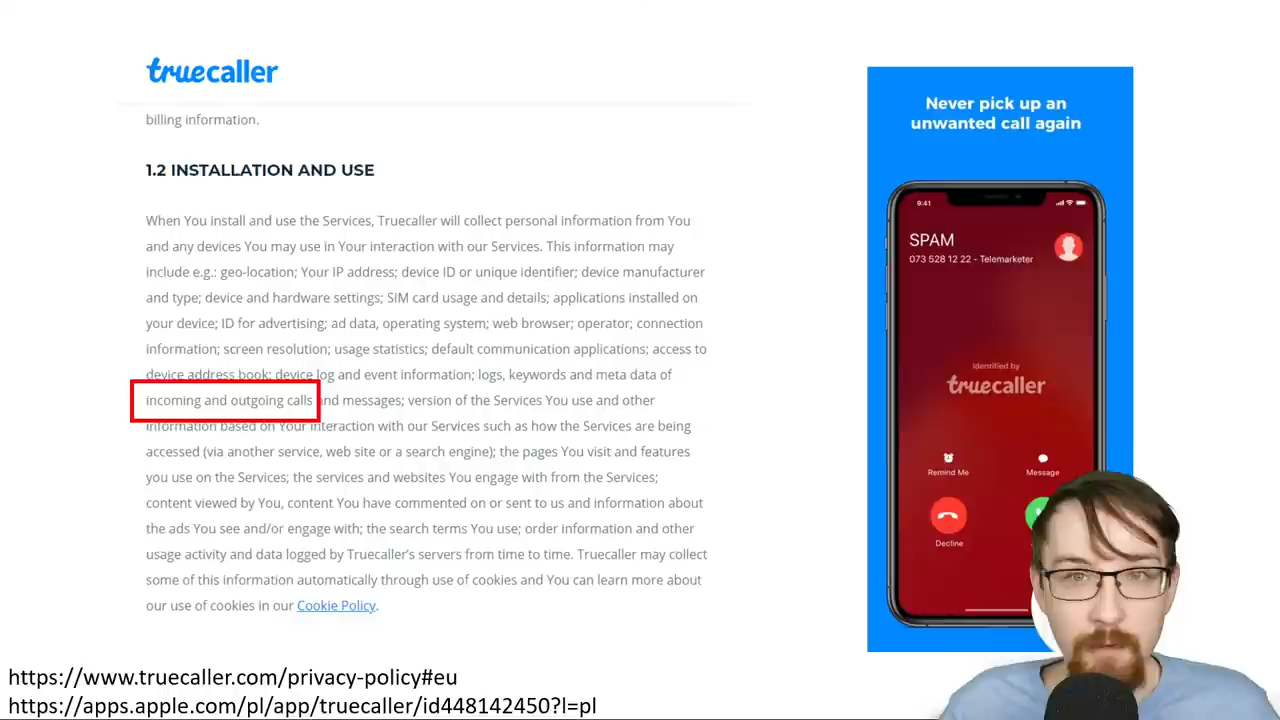 truecaller
billing information.
1.2 INSTALLATION AND USE
When You install and use the Services, Truecaller will collect personal information from You
and any devices You may use in Your interaction with our Services. This information may
include e.g.: geo-location; Your IP address; device ID or unique identifier; device manufacturer
and type; device and hardware settings; SIM card usage and details; applications installed on
your device; ID for advertising; ad data, operating system; web browser; operator; connection
information; screen resolution; usage statistics; default communication applications; access to
device address book; device log and event information; logs, keywords and meta data of
incoming and outgoing calls and messages; version of the Services You use and other
information based on Your interaction with our Services such as how the Services are being
accessed (via another service, web site or a search engine); the pages You visit and features
you use on the Services; the services and websites You engage with from the Services;
content viewed by You, content You have commented on or sent to us and information about
the ads You see and/or engage with; the search terms You use; order information and other
usage activity and data logged by Truecaller's servers from time to time. Truecaller may collect
some of this information automatically through use of cookies and You can learn more about
our use of cookies in our Cookie Policy.
Never pick up an
unwanted call again
9:41
SPAM
073 528 12 22 - Telemarketer
Identified by
truecaller
Remind Me
Message
Decline
https://www.truecaller.com/privacy-policy#eu
https://apps.apple.com/pl/app/truecaller/id448142450?l=pl